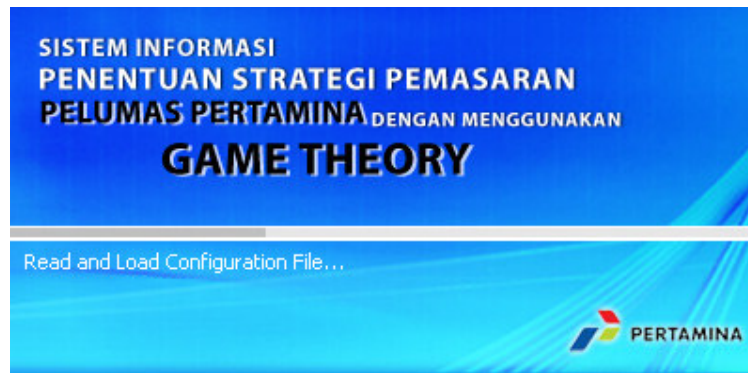 SISTEM INFORMASI
PENENTUAN STRATEGI PEMASARAN
PELUMAS PERTAMINA DENGAN MENGGUNAKAN
GAME THEORY
Read and Load Configuration File...
PERTAMINA